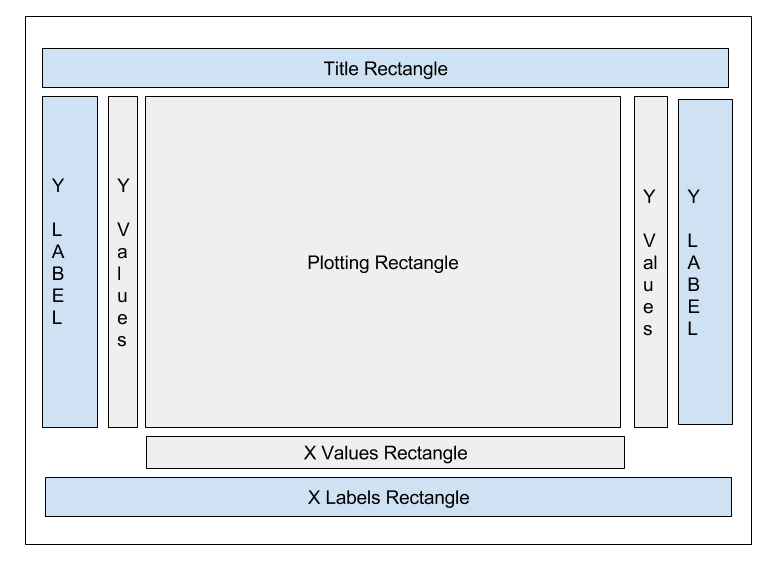 Title Rectangle
Y LABEL
Y Values
Plotting Rectangle
Y Values
Y LABEL
X Values Rectangle
X Labels Rectangle